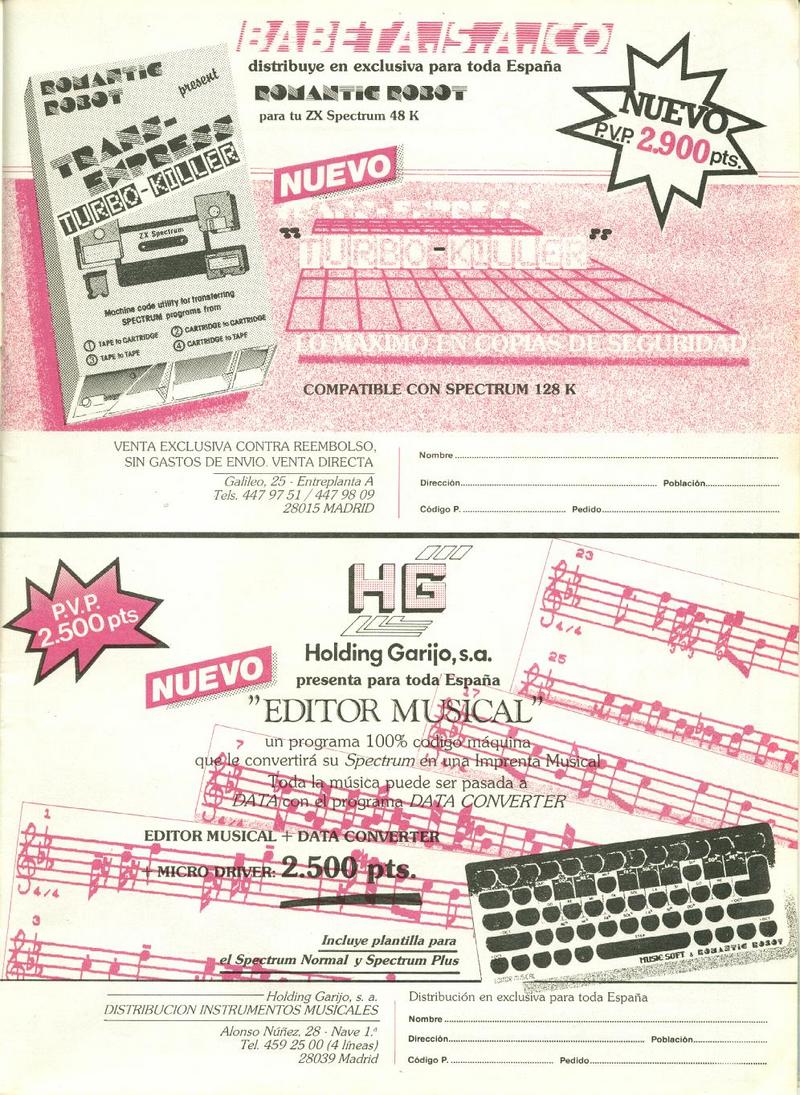 BABETA, S.A. CO
distribuye en exclusiva para toda España
ROMANTIC ROBOT
para tu ZX Spectrum 48 K
NUEVO
P.V.P. 2.900 pts.
ROMANTIC
ROBOT
present
TRANS-
EXPRESS
TURBO-KILLER
ZX Spectrum
Machine code utility for transferring
SPECTRUM programs from
1 TAPE to CARTRIDGE
2 CARTRIDGE to CARTRIDGE
3 TAPE to TAPE
4 CARTRIDGE to TAPE
NUEVO
TRANS-EXPRESS
"TURBO-KILLER"
LO MAXIMO EN COPIAS DE SEGURIDAD
COMPATIBLE CON SPECTRUM 128 K
VENTA EXCLUSIVA CONTRA REEMBOLSO,
SIN GASTOS DE ENVIO. VENTA DIRECTA
Galileo, 25 - Entreplanta A
Tels. 447 97 51 / 447 98 09
28015 MADRID
Nombre
Dirección Población
Código P. Pedido
P.V.P.
2.500 pts
HG
Holding Garijo, s.a.
NUEVO
presenta para toda España
"EDITOR MUSICAL"
un programa 100% codigo máquina
que le convertirá su Spectrum en una Imprenta Musical
Toda la música puede ser pasada a
DATA con el programa DATA CONVERTER
EDITOR MUSICAL + DATA CONVERTER
+ MICRO DRIVER: 2.500 pts.
Incluye plantilla para
el Spectrum Normal y Spectrum Plus
23
4/4
25
17
7
1
4/4
3
EDITOR MUSICAL
MUSIC SOFT & ROMANTIC ROBOT
Holding Garijo, s. a.
DISTRIBUCION INSTRUMENTOS MUSICALES
Alonso Núñez, 28 - Nave 1.ª
Tel. 459 25 00 (4 líneas)
28039 Madrid
Distribución en exclusiva para toda España
Nombre
Dirección Población
Código P. Pedido